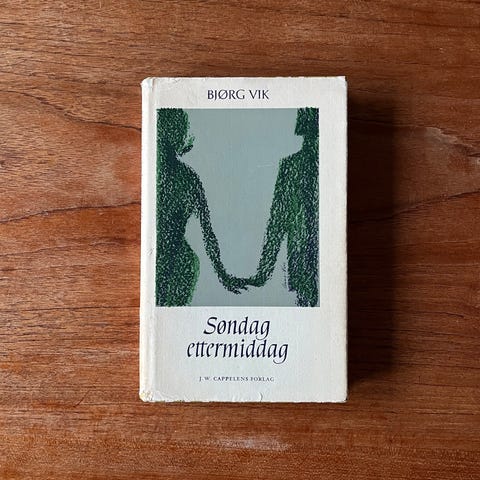 BJØRG VIK
Søndag
ettermiddag
J. W. CAPPELENS FORLAG